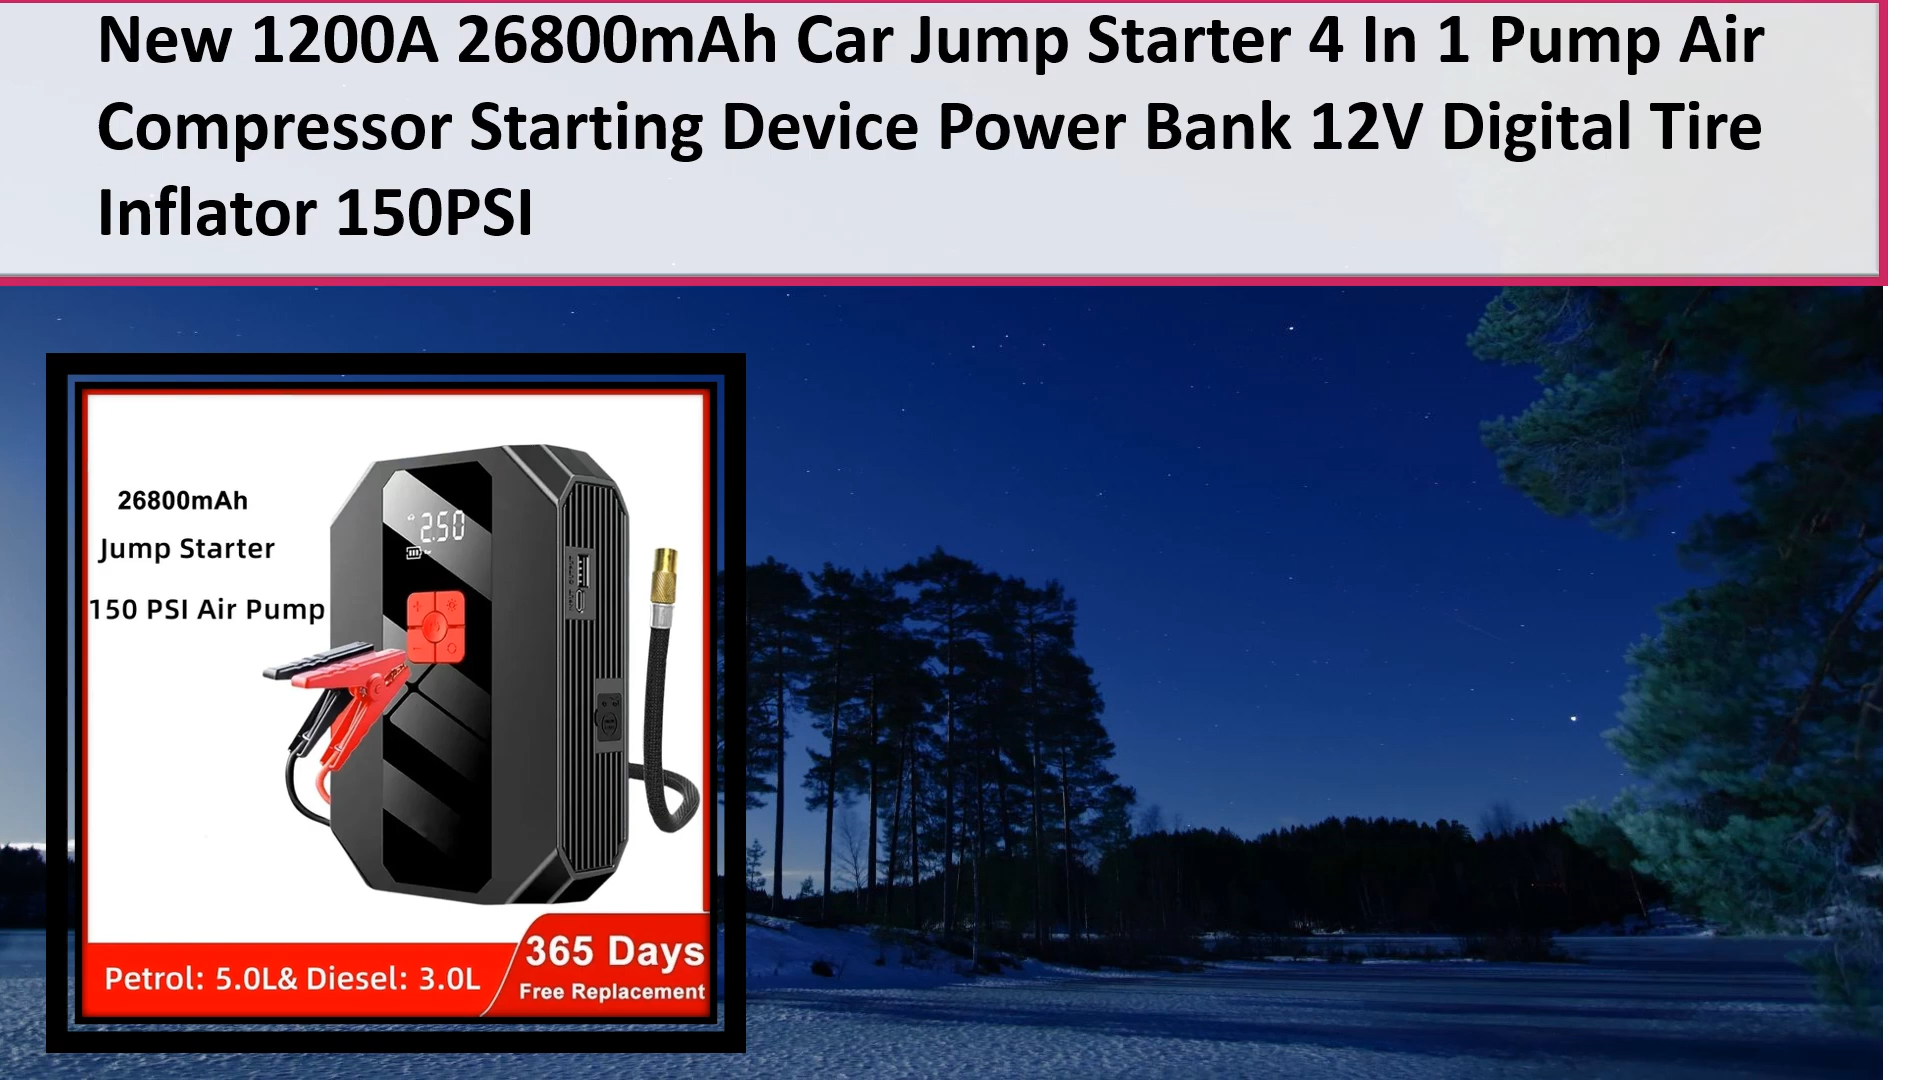 New 1200A 26800mAh Car Jump Starter 4 In 1 Pump Air
Compressor Starting Device Power Bank 12V Digital Tire
Inflator 150PSI
26800mAh
Jump Starter
150 PSI Air Pump
2.50
Petrol: 5.0L& Diesel: 3.0L
365 Days
Free Replacement